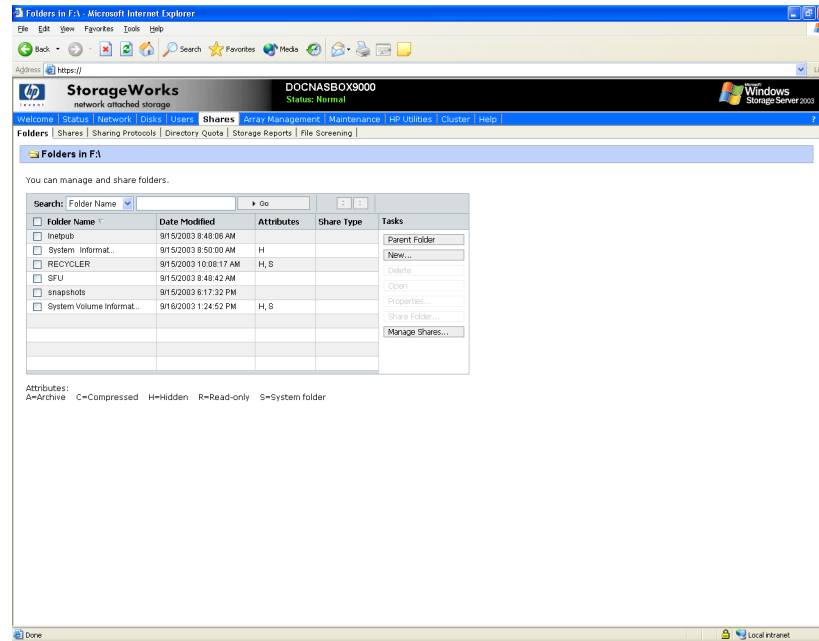 Folders in F:\ - Microsoft Internet Explorer
File Edit View Favorites Tools Help
Back Search Favorites Media
Address https://
hp
invent
StorageWorks
network attached storage
DOCNASBOX9000
Status: Normal
Microsoft
Windows
Storage Server 2003
Welcome | Status | Network | Disks | Users | Shares | Array Management | Maintenance | HP Utilities | Cluster | Help | ?
Folders | Shares | Sharing Protocols | Directory Quota | Storage Reports | File Screening |
Folders in F:\
You can manage and share folders.
Search: Folder Name Go
Folder Name Date Modified Attributes Share Type Tasks
Inetpub 9/15/2003 8:48:06 AM
System Informat... 9/15/2003 8:50:00 AM H
RECYCLER 9/15/2003 10:08:17 AM H, S
SFU 9/15/2003 8:48:42 AM
snapshots 9/15/2003 6:17:32 PM
System Volume Informat... 9/16/2003 1:24:52 PM H, S
Parent Folder
New...
Delete
Open
Properties...
Share Folder...
Manage Shares...
Attributes:
A=Archive C=Compressed H=Hidden R=Read-only S=System folder
Done Local intranet